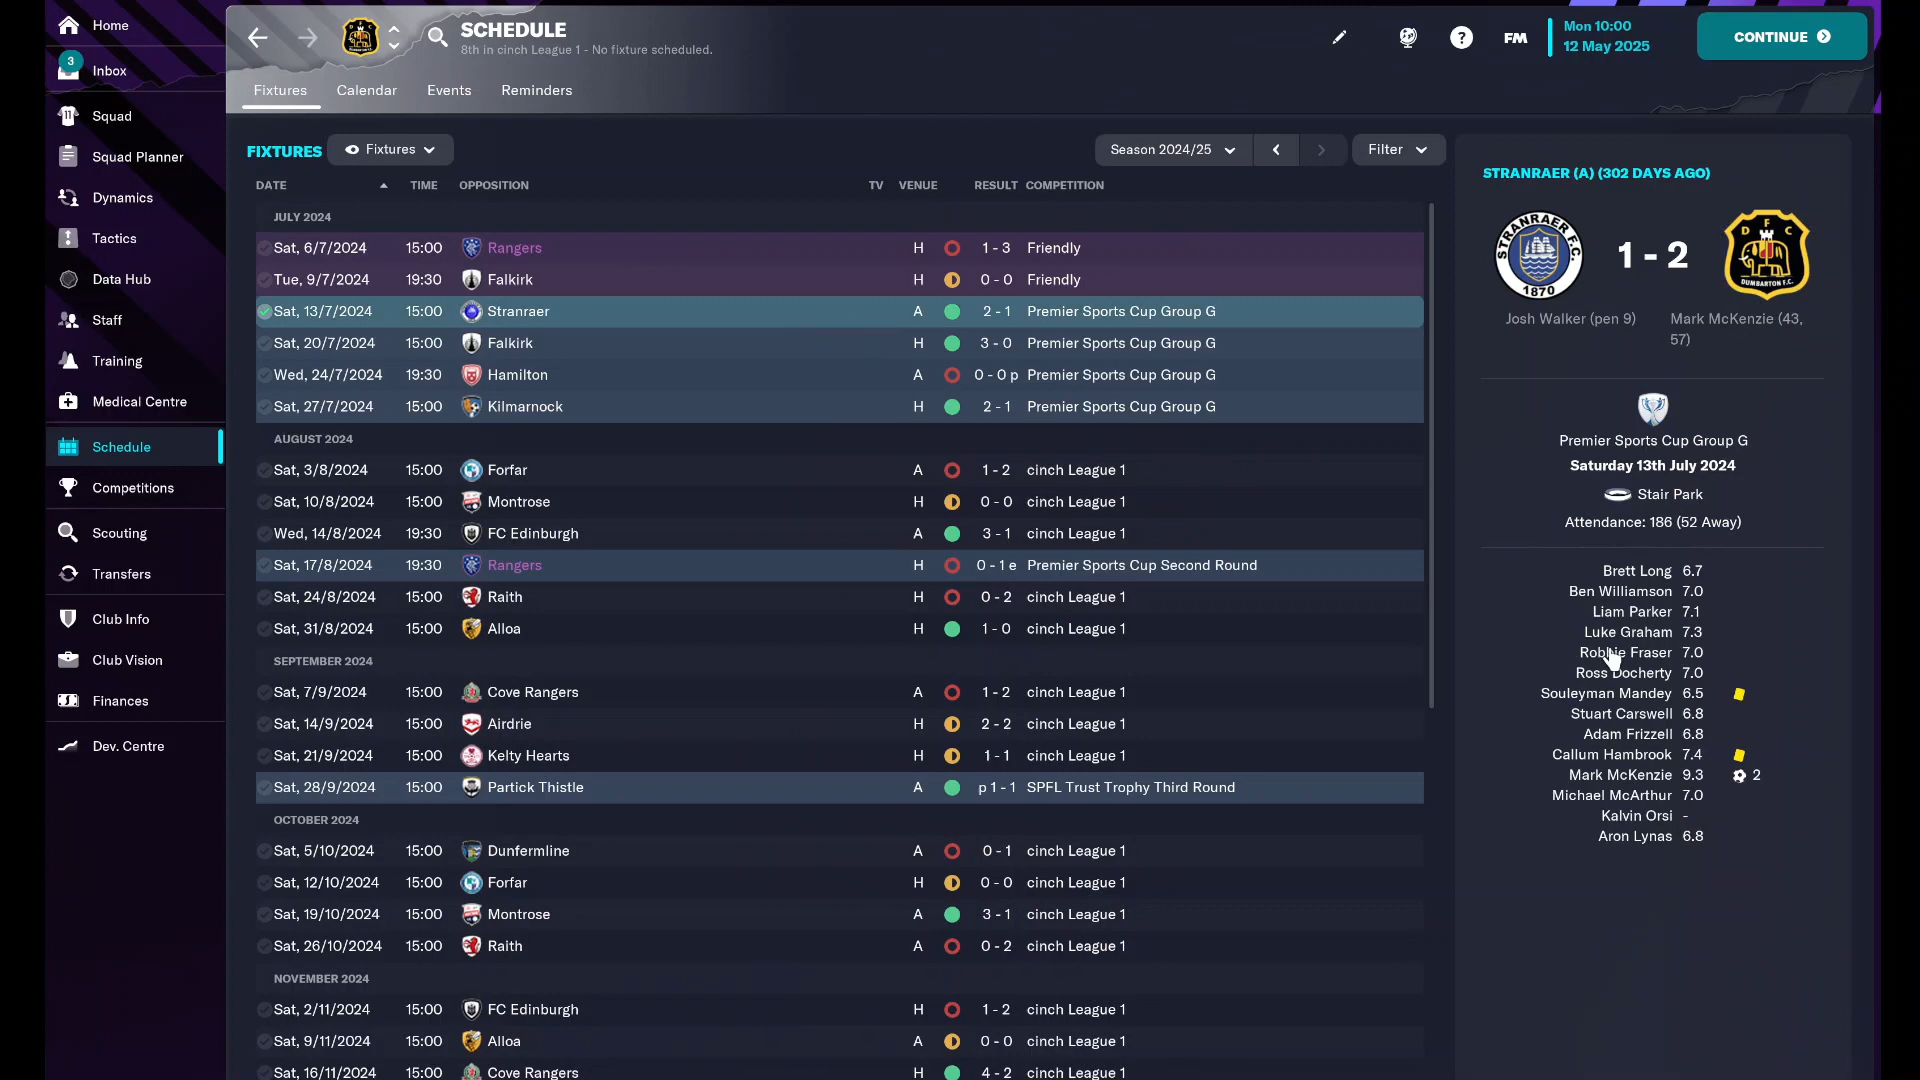 Home
3
Inbox
Squad
Squad Planner
Dynamics
Tactics
Data Hub
Staff
Training
Medical Centre
Schedule
Competitions
Scouting
Transfers
Club Info
Club Vision
Finances
Dev. Centre
SCHEDULE
8th in cinch League 1 - No fixture scheduled.
FM
Mon 10:00
12 May 2025
CONTINUE
Fixtures Calendar Events Reminders
FIXTURES Fixtures Season 2024/25 Filter
DATE TIME OPPOSITION TV VENUE RESULT COMPETITION
JULY 2024
Sat, 6/7/2024 15:00 Rangers H 1 - 3 Friendly
Tue, 9/7/2024 19:30 Falkirk H 0 - 0 Friendly
Sat, 13/7/2024 15:00 Stranraer A 2 - 1 Premier Sports Cup Group G
Sat, 20/7/2024 15:00 Falkirk H 3 - 0 Premier Sports Cup Group G
Wed, 24/7/2024 19:30 Hamilton A 0 - 0 p Premier Sports Cup Group G
Sat, 27/7/2024 15:00 Kilmarnock H 2 - 1 Premier Sports Cup Group G
AUGUST 2024
Sat, 3/8/2024 15:00 Forfar A 1 - 2 cinch League 1
Sat, 10/8/2024 15:00 Montrose H 0 - 0 cinch League 1
Wed, 14/8/2024 19:30 FC Edinburgh A 3 - 1 cinch League 1
Sat, 17/8/2024 19:30 Rangers H 0 - 1 e Premier Sports Cup Second Round
Sat, 24/8/2024 15:00 Raith H 0 - 2 cinch League 1
Sat, 31/8/2024 15:00 Alloa H 1 - 0 cinch League 1
SEPTEMBER 2024
Sat, 7/9/2024 15:00 Cove Rangers A 1 - 2 cinch League 1
Sat, 14/9/2024 15:00 Airdrie H 2 - 2 cinch League 1
Sat, 21/9/2024 15:00 Kelty Hearts H 1 - 1 cinch League 1
Sat, 28/9/2024 15:00 Partick Thistle A p 1 - 1 SPFL Trust Trophy Third Round
OCTOBER 2024
Sat, 5/10/2024 15:00 Dunfermline A 0 - 1 cinch League 1
Sat, 12/10/2024 15:00 Forfar H 0 - 0 cinch League 1
Sat, 19/10/2024 15:00 Montrose A 3 - 1 cinch League 1
Sat, 26/10/2024 15:00 Raith A 0 - 2 cinch League 1
NOVEMBER 2024
Sat, 2/11/2024 15:00 FC Edinburgh H 1 - 2 cinch League 1
Sat, 9/11/2024 15:00 Alloa A 0 - 0 cinch League 1
Sat, 16/11/2024 15:00 Cove Rangers H 4 - 2 cinch League 1
STRANRAER (A) (302 DAYS AGO)
STRANRAER F.C.
1870
1 - 2
D F C
DUMBARTON F.C.
Josh Walker (pen 9) Mark McKenzie (43,
57)
Premier Sports Cup Group G
Saturday 13th July 2024
Stair Park
Attendance: 186 (52 Away)
Brett Long 6.7
Ben Williamson 7.0
Liam Parker 7.1
Luke Graham 7.3
Robbie Fraser 7.0
Ross Docherty 7.0
Souleyman Mandey 6.5
Stuart Carswell 6.8
Adam Frizzell 6.8
Callum Hambrook 7.4
Mark McKenzie 9.3 2
Michael McArthur 7.0
Kalvin Orsi -
Aron Lynas 6.8